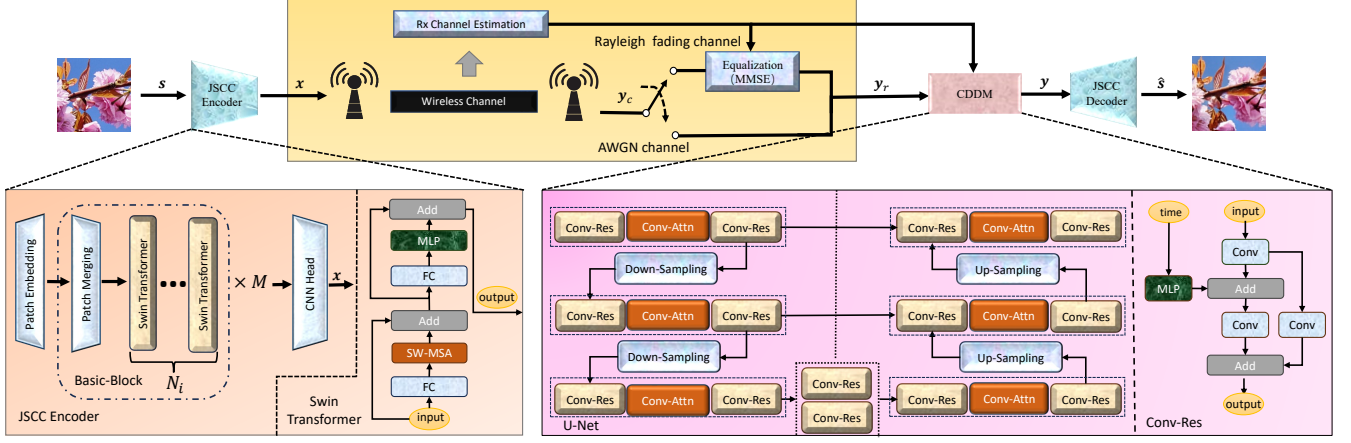 Rx Channel Estimation
Rayleigh fading channel
s
JSCC
Encoder
x
Wireless Channel
y_c
Equalization
(MMSE)
AWGN channel
y_r
CDDM
y
JSCC
Decoder
ŝ
Patch Embedding
Patch Merging
Swin Transformer
Swin Transformer
× M
CNN Head
x
N_i
Basic-Block
JSCC Encoder
Add
MLP
FC
output
Add
SW-MSA
FC
input
Swin
Transformer
Conv-Res Conv-Attn Conv-Res
Conv-Res Conv-Attn Conv-Res
Down-Sampling
Up-Sampling
Conv-Res Conv-Attn Conv-Res
Conv-Res Conv-Attn Conv-Res
Down-Sampling
Up-Sampling
Conv-Res Conv-Attn Conv-Res
Conv-Res
Conv-Res
Conv-Res Conv-Attn Conv-Res
U-Net
time
input
Conv
MLP
Add
Conv
Conv
Add
output
Conv-Res